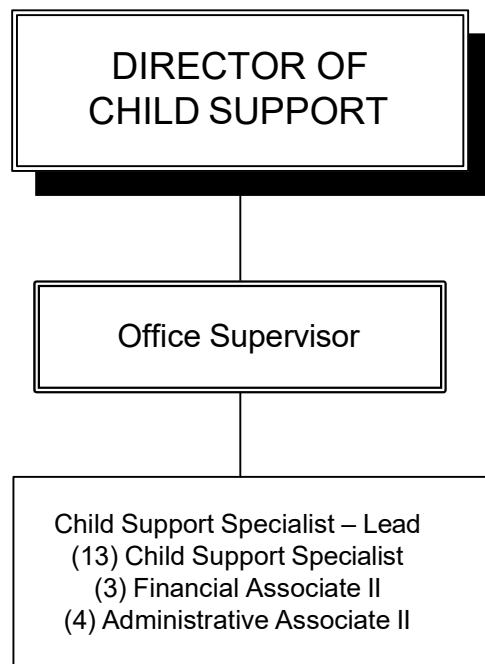 DIRECTOR OF
CHILD SUPPORT
Office Supervisor
Child Support Specialist – Lead
(13) Child Support Specialist
(3) Financial Associate II
(4) Administrative Associate II